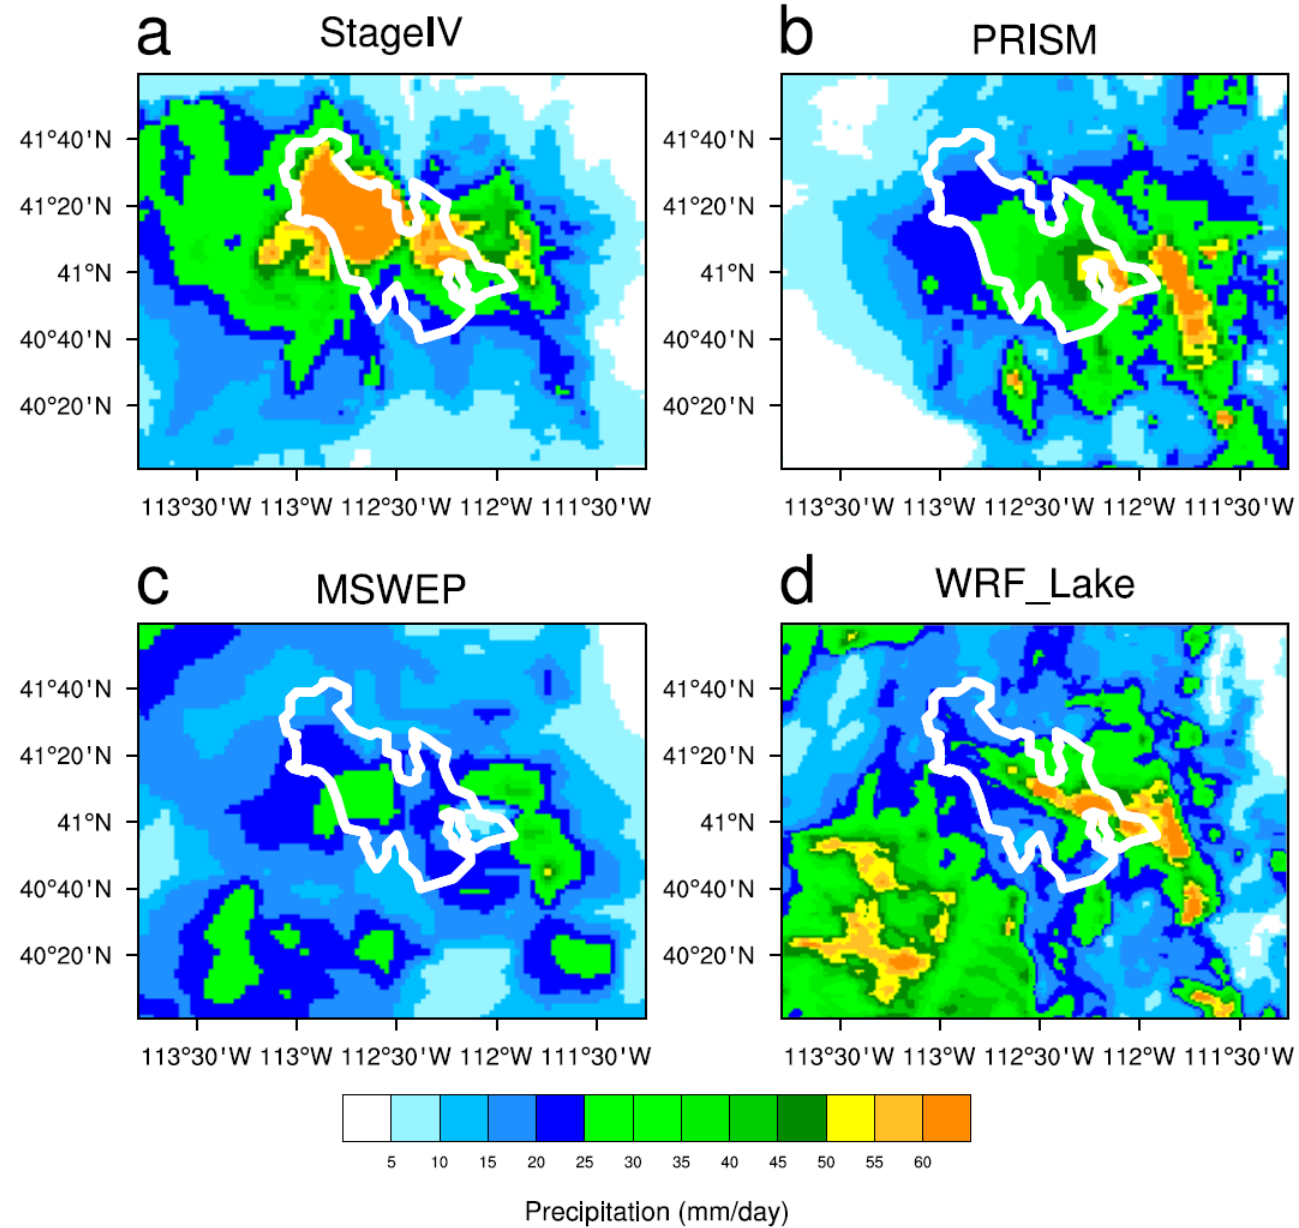 a StageIV
b PRISM
41°40'N
41°20'N
41°N
40°40'N
40°20'N
41°40'N
41°20'N
41°N
40°40'N
40°20'N
113°30'W 113°W 112°30'W 112°W 111°30'W
113°30'W 113°W 112°30'W 112°W 111°30'W
c MSWEP
d WRF_Lake
41°40'N
41°20'N
41°N
40°40'N
40°20'N
41°40'N
41°20'N
41°N
40°40'N
40°20'N
113°30'W 113°W 112°30'W 112°W 111°30'W
113°30'W 113°W 112°30'W 112°W 111°30'W
5 10 15 20 25 30 35 40 45 50 55 60
Precipitation (mm/day)